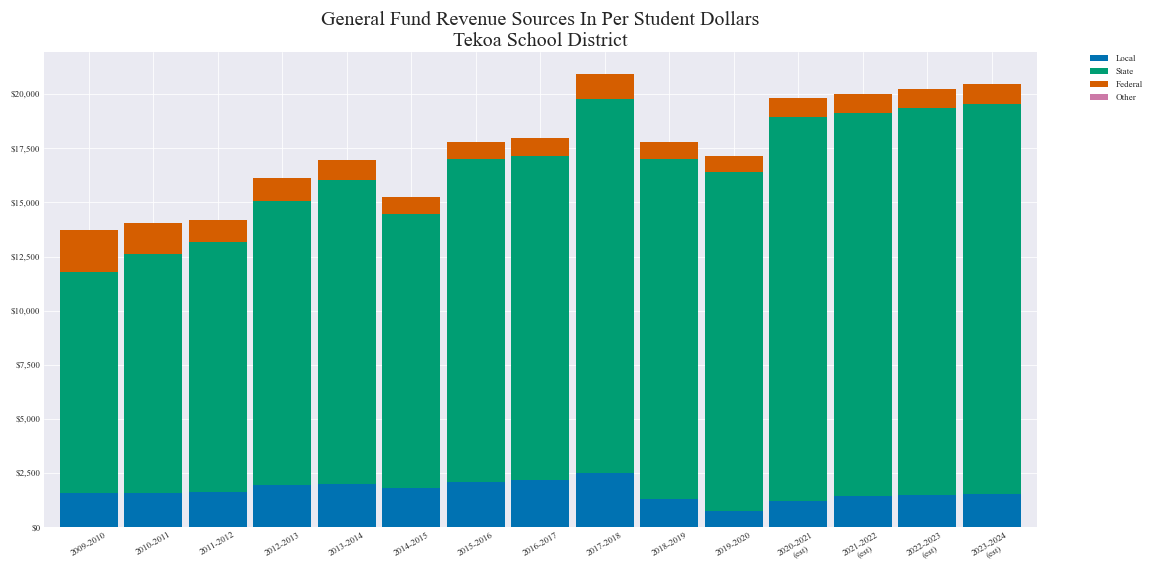 General Fund Revenue Sources In Per Student Dollars
Tekoa School District
Local
State
Federal
Other
$20,000
$17,500
$15,000
$12,500
$10,000
$7,500
$5,000
$2,500
$0
2009-2010
2010-2011
2011-2012
2012-2013
2013-2014
2014-2015
2015-2016
2016-2017
2017-2018
2018-2019
2019-2020
2020-2021
(est)
2021-2022
(est)
2022-2023
(est)
2023-2024
(est)